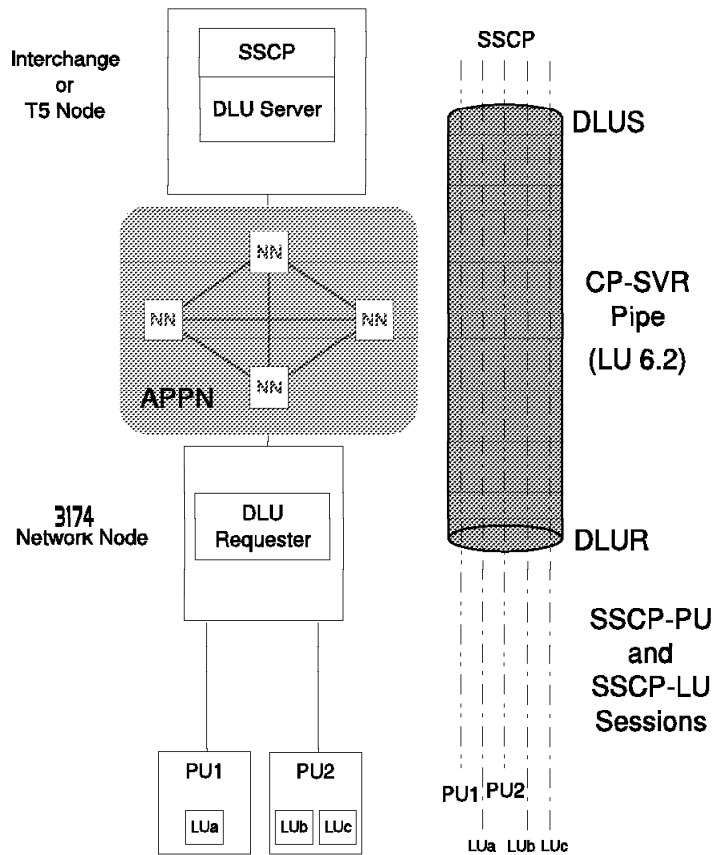 Interchange
or
T5 Node
SSCP
DLU Server
NN
NN
NN
NN
APPN
3174
Network Node
DLU
Requester
PU1
LUa
PU2
LUb
LUc
SSCP
DLUS
CP-SVR
Pipe
(LU 6.2)
DLUR
SSCP-PU
and
SSCP-LU
Sessions
PU1
PU2
LUa
LUb
LUc